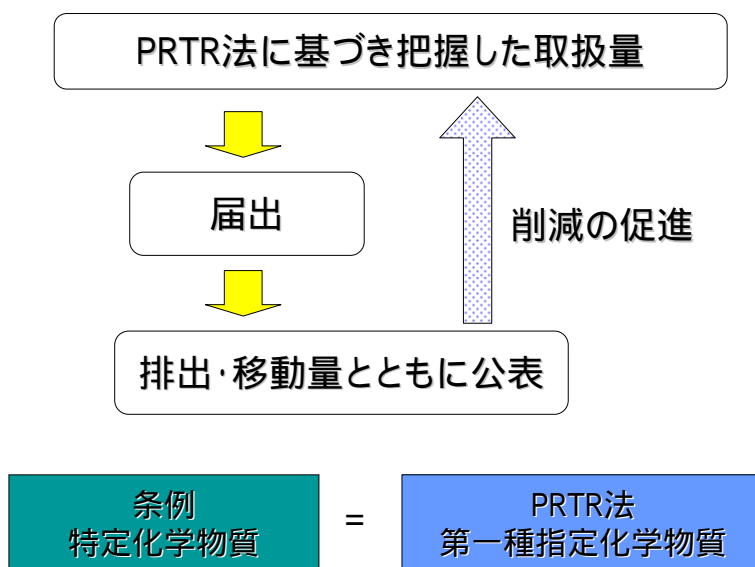 PRTR法に基づき把握した取扱量
届出
削減の促進
排出・移動量とともに公表
条例
特定化学物質
=
PRTR法
第一種指定化学物質